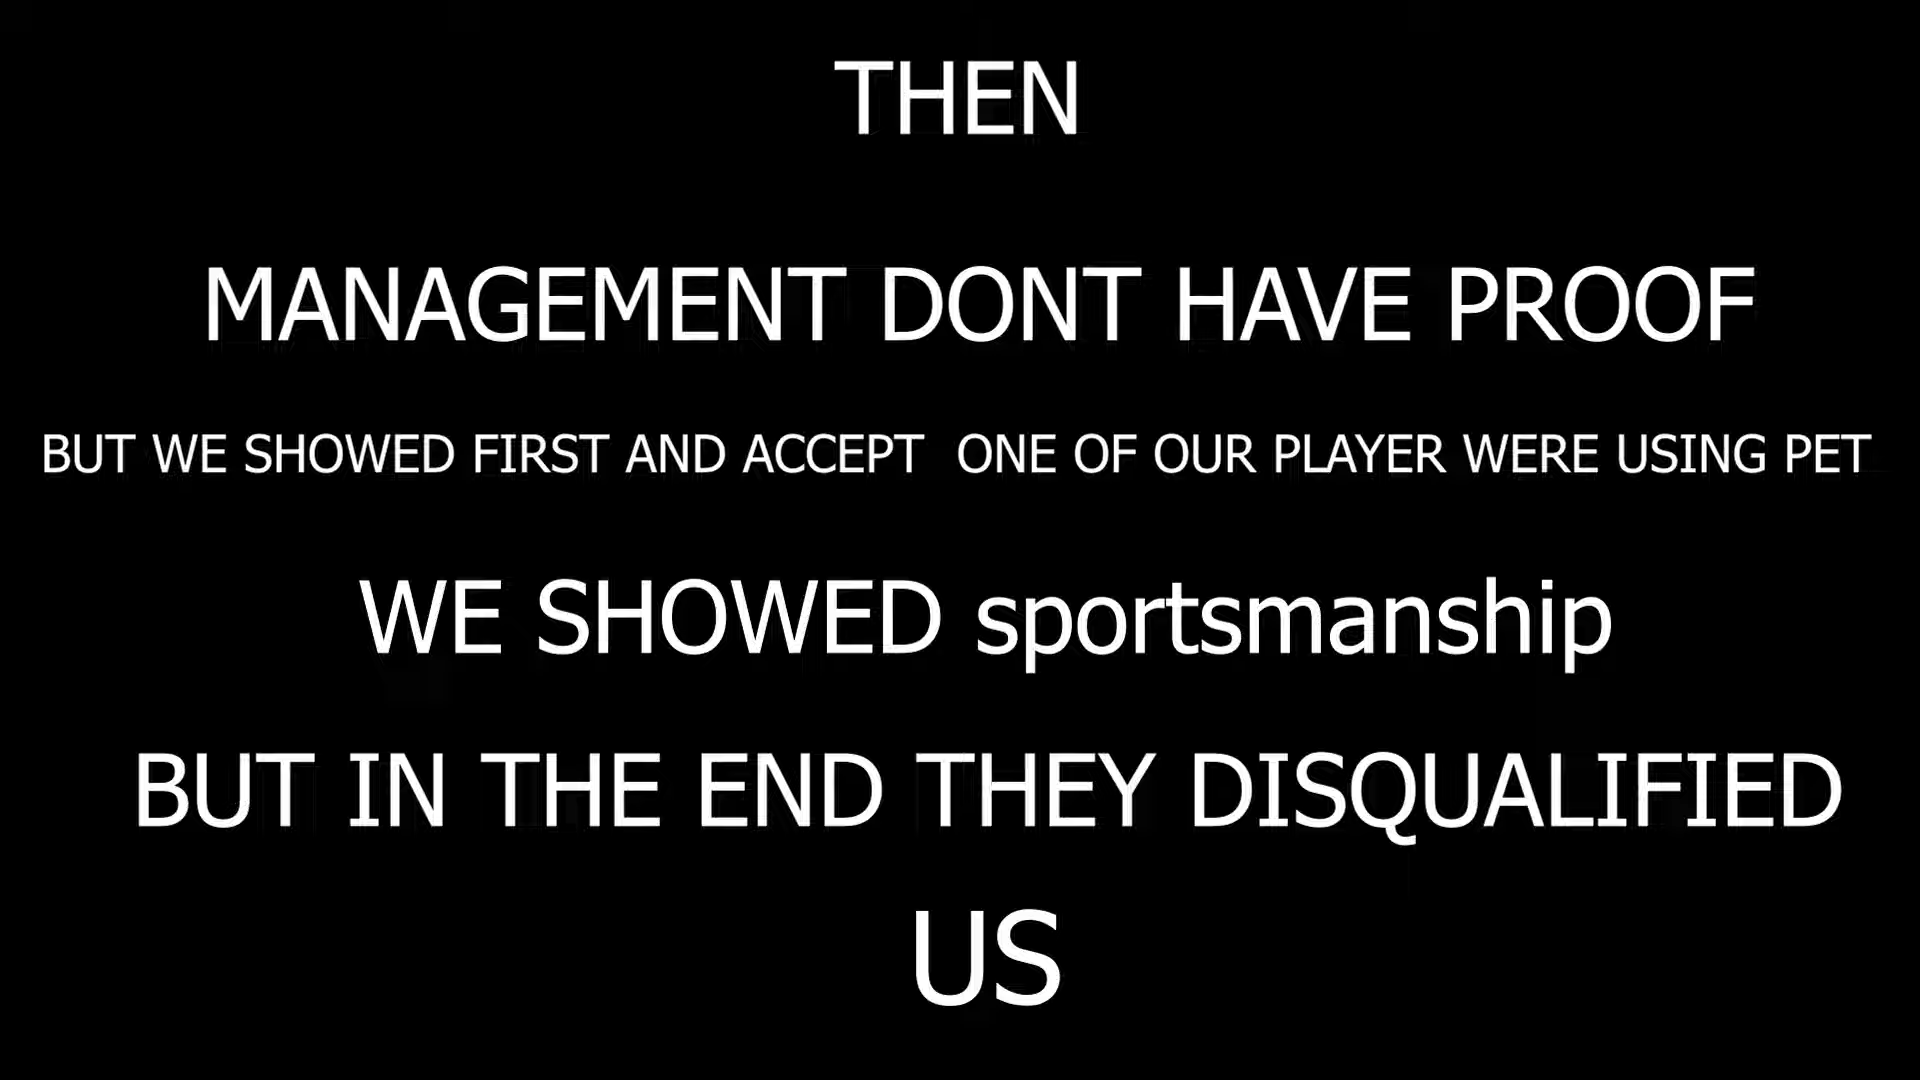 THEN
MANAGEMENT DONT HAVE PROOF
BUT WE SHOWED FIRST AND ACCEPT  ONE OF OUR PLAYER WERE USING PET
WE SHOWED sportsmanship
BUT IN THE END THEY DISQUALIFIED
US